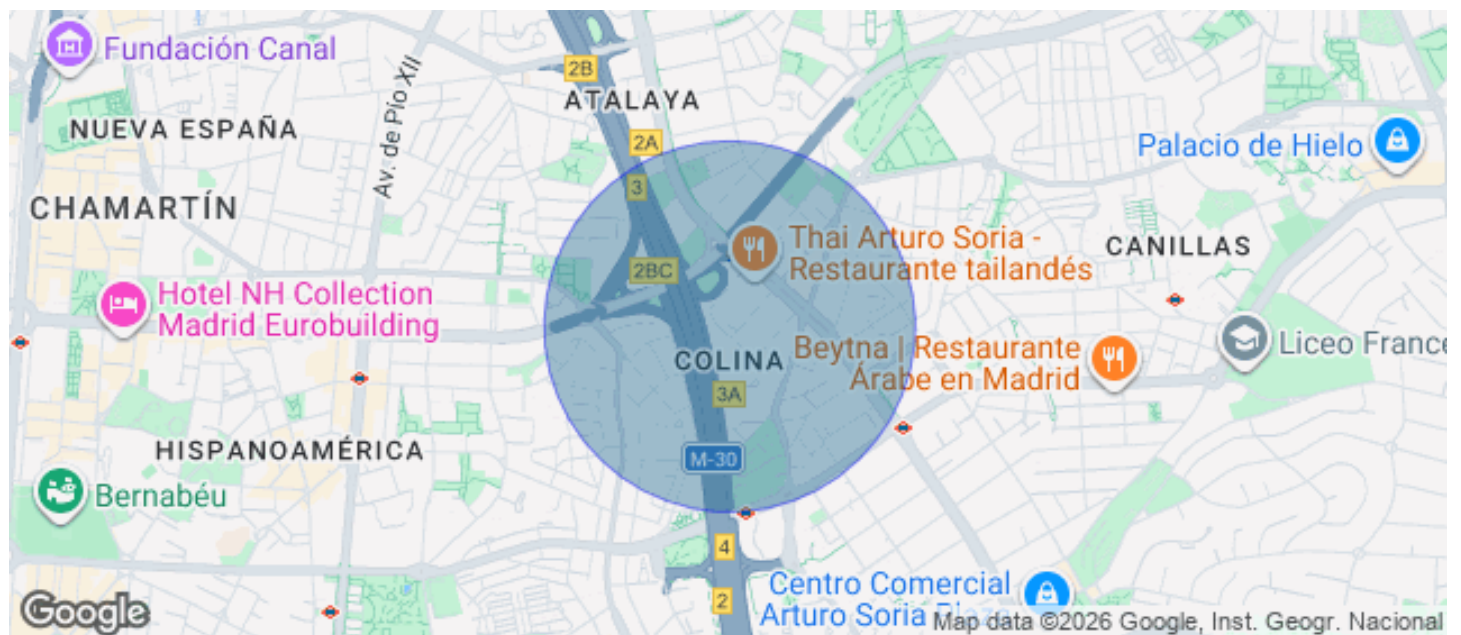 Fundación Canal
2B
ATALAYA
Av. de Pío XII
NUEVA ESPAÑA
2A
Palacio de Hielo
3
CHAMARTÍN
Thai Arturo Soria -
Restaurante tailandés
CANILLAS
2BC
Hotel NH Collection
Madrid Eurobuilding
COLINA
Beytna | Restaurante
Árabe en Madrid
Liceo France
3A
HISPANOAMÉRICA
M-30
Bernabéu
4
2
Centro Comercial
Arturo Soria Plaza
Google
Map data ©2026 Google, Inst. Geogr. Nacional